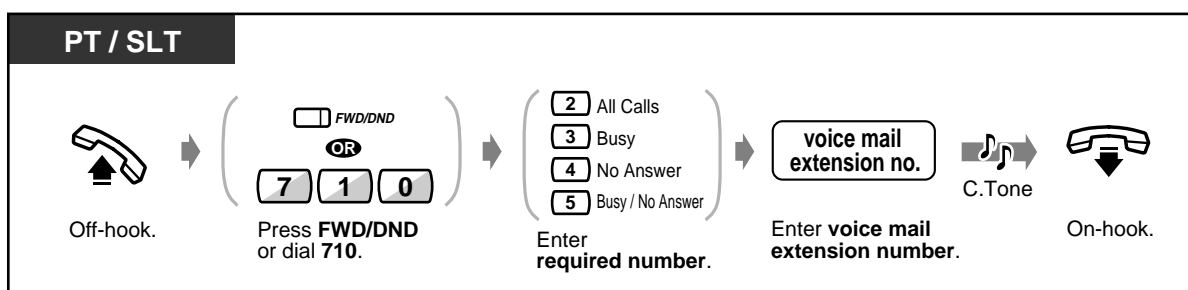 PT / SLT
Off-hook.
FWD/DND
OR
7 1 0
Press FWD/DND
or dial 710.
2 All Calls
3 Busy
4 No Answer
5 Busy / No Answer
Enter
required number.
voice mail
extension no.
Enter voice mail
extension number.
C.Tone
On-hook.